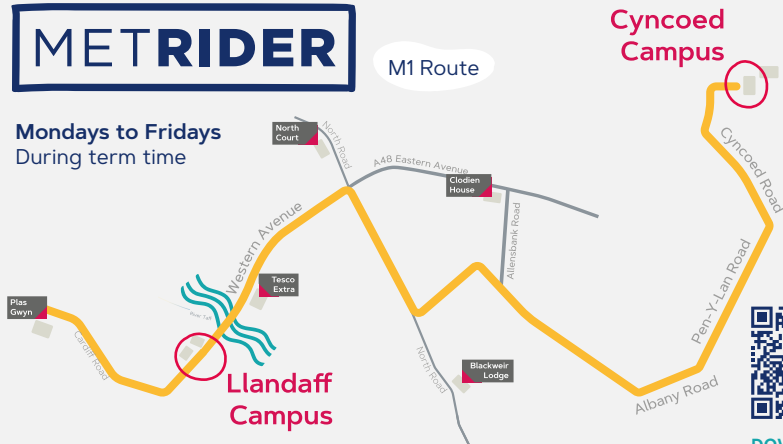 METRIDER
M1 Route
Cyncoed
Campus
Mondays to Fridays
During term time
North
Court
North Road
A48 Eastern Avenue
Clodien
House
Cyncoed Road
Western Avenue
Allensbank Road
Tesco
Extra
Plas
Gwyn
River Taff
Cardiff Road
Pen-Y-Lan Road
Llandaff
Campus
North Road
Blackweir
Lodge
Albany Road